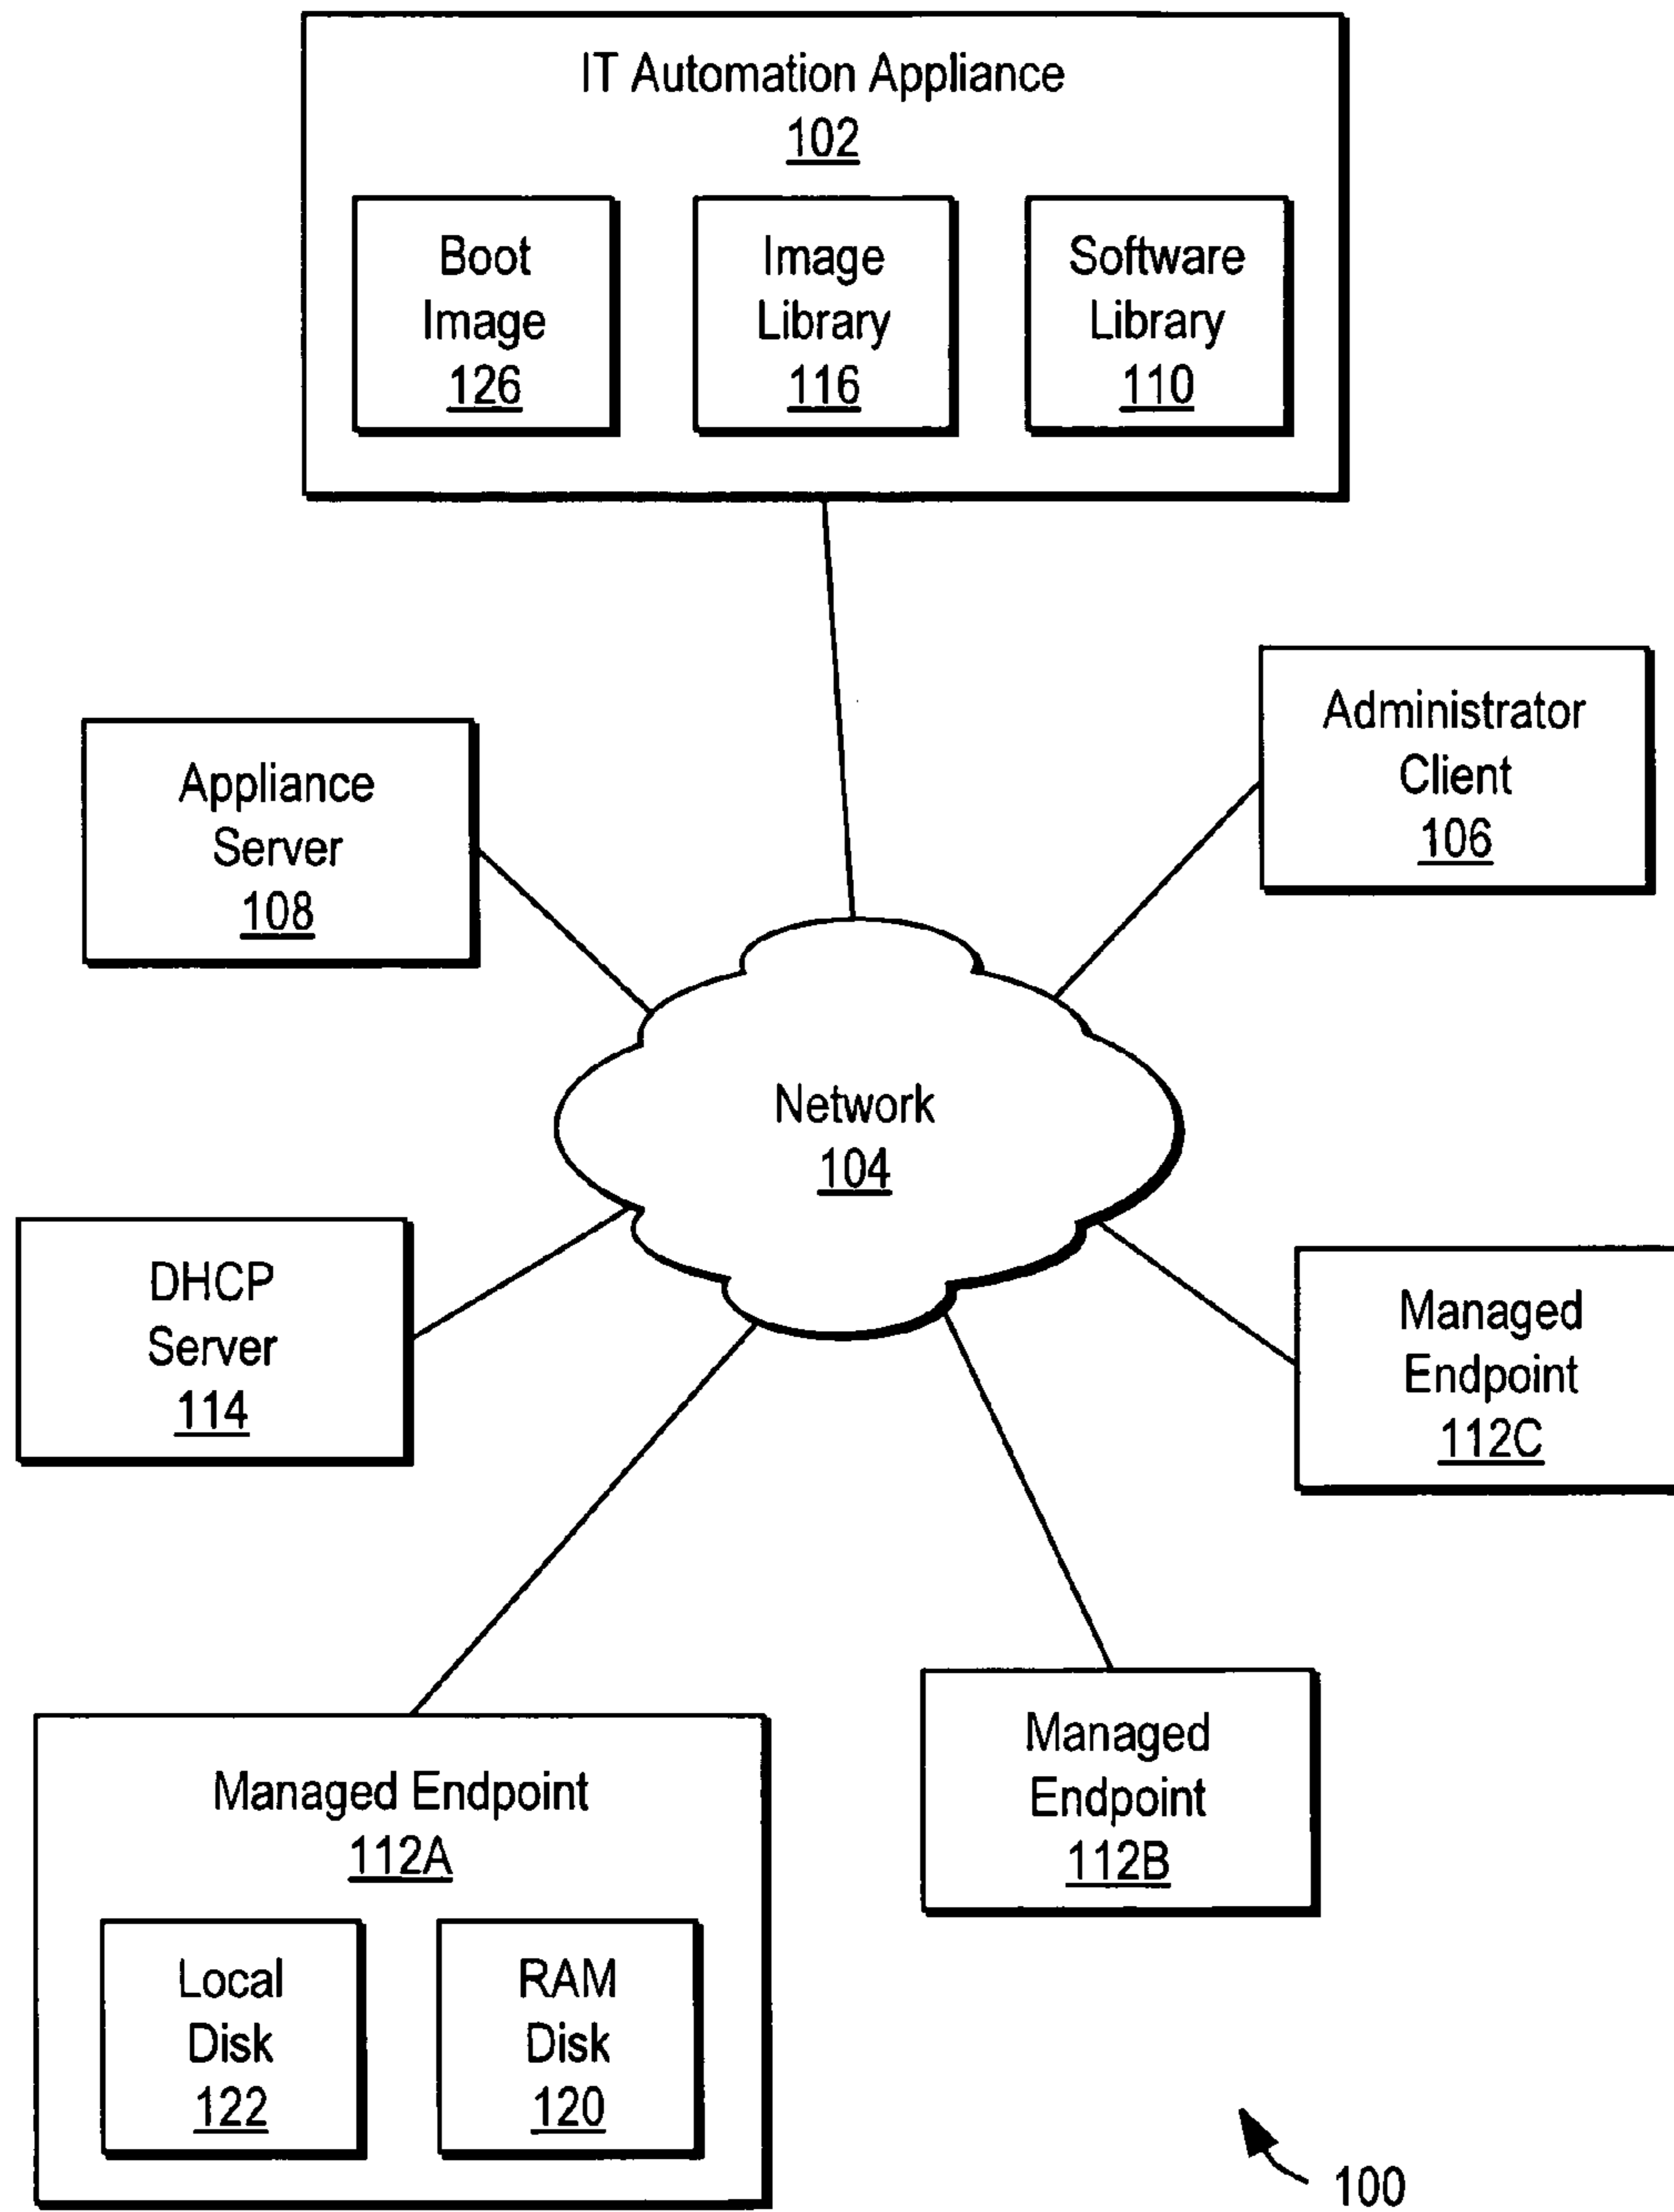 IT Automation Appliance
102
Boot
Image
126
Image
Library
116
Software
Library
110
Administrator
Client
106
Appliance
Server
108
Network
104
DHCP
Server
114
Managed
Endpoint
112C
Managed
Endpoint
112B
Managed Endpoint
112A
Local
Disk
122
RAM
Disk
120
100